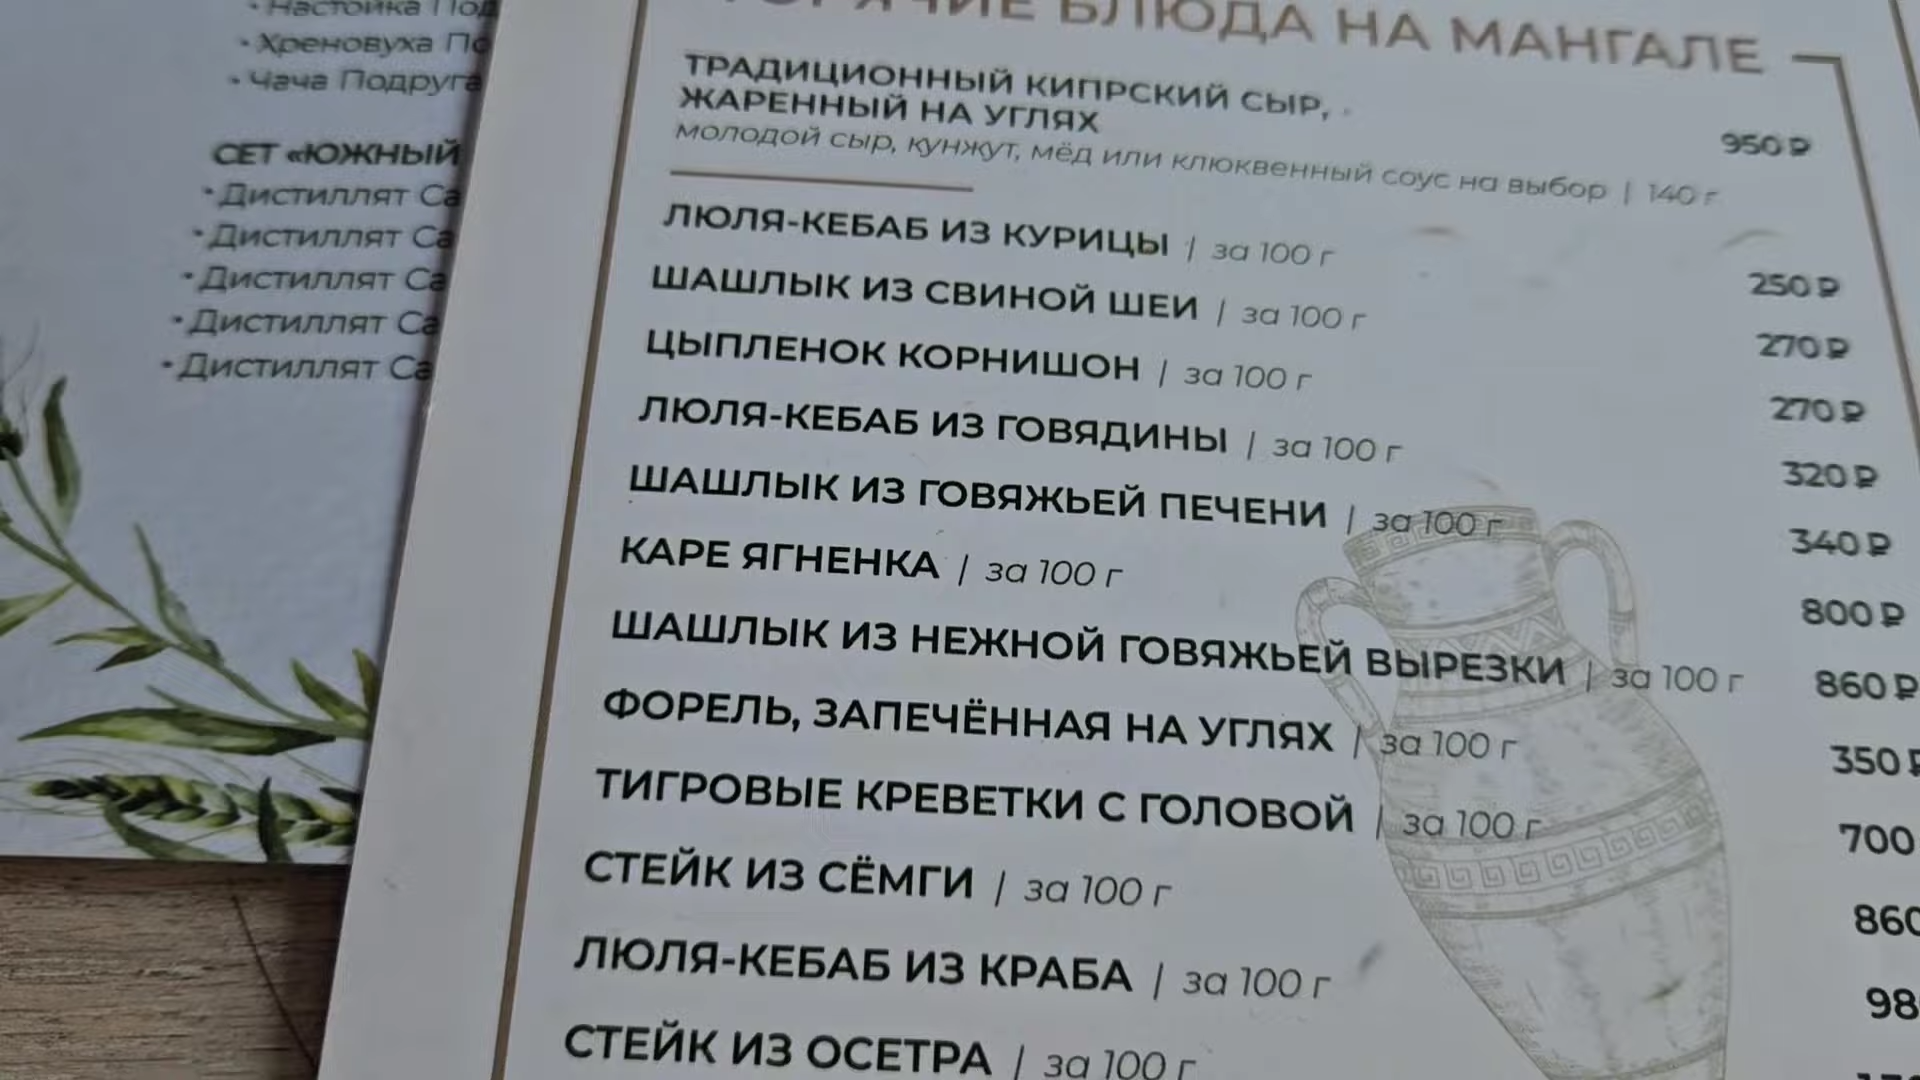 Настойка Под
• Хреновуха По
• Чача Подруга
СЕТ «ЮЖНЫЙ
• Дистиллят Са
• Дистиллят Са
• Дистиллят Са
• Дистиллят Са
• Дистиллят Са
ГОРЯЧИЕ БЛЮДА НА МАНГАЛЕ
ТРАДИЦИОННЫЙ КИПРСКИЙ СЫР,
ЖАРЕННЫЙ НА УГЛЯХ 950 ₽
молодой сыр, кунжут, мёд или клюквенный соус на выбор | 140 г
ЛЮЛЯ-КЕБАБ ИЗ КУРИЦЫ | за 100 г 250 ₽
ШАШЛЫК ИЗ СВИНОЙ ШЕИ | за 100 г 270 ₽
ЦЫПЛЕНОК КОРНИШОН | за 100 г 270 ₽
ЛЮЛЯ-КЕБАБ ИЗ ГОВЯДИНЫ | за 100 г 320 ₽
ШАШЛЫК ИЗ ГОВЯЖЬЕЙ ПЕЧЕНИ | за 100 г 340 ₽
КАРЕ ЯГНЕНКА | за 100 г 800 ₽
ШАШЛЫК ИЗ НЕЖНОЙ ГОВЯЖЬЕЙ ВЫРЕЗКИ | за 100 г 860 ₽
ФОРЕЛЬ, ЗАПЕЧЁННАЯ НА УГЛЯХ | за 100 г 350 ₽
ТИГРОВЫЕ КРЕВЕТКИ С ГОЛОВОЙ | за 100 г 700
СТЕЙК ИЗ СЁМГИ | за 100 г 860
ЛЮЛЯ-КЕБАБ ИЗ КРАБА | за 100 г 98
СТЕЙК ИЗ ОСЕТРА | за 100 г